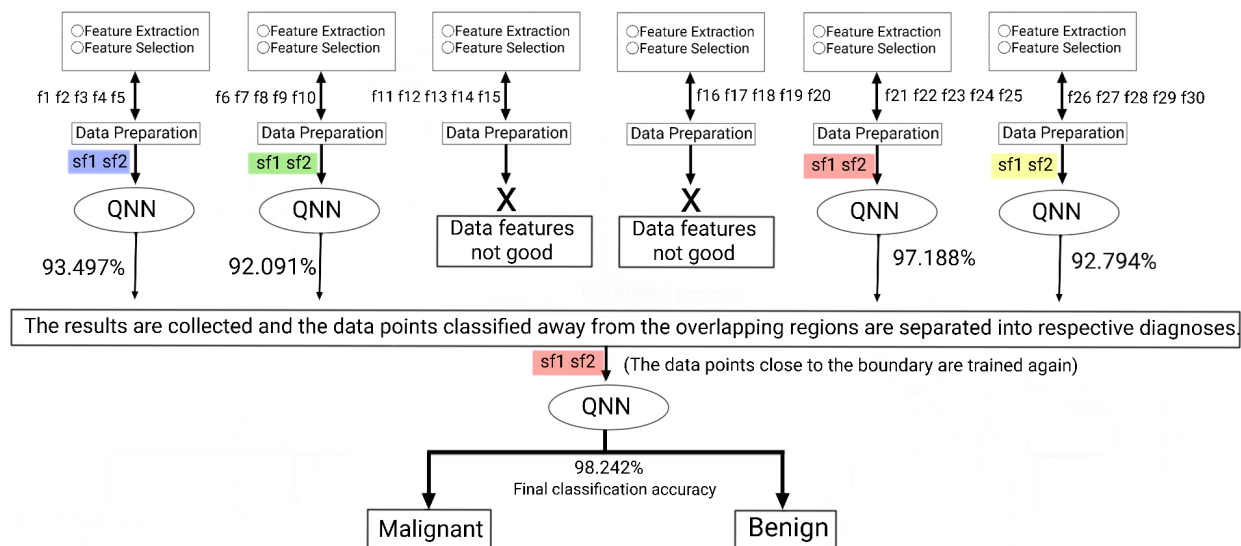 Feature Extraction
Feature Selection
Feature Extraction
Feature Selection
Feature Extraction
Feature Selection
Feature Extraction
Feature Selection
Feature Extraction
Feature Selection
Feature Extraction
Feature Selection
f1 f2 f3 f4 f5
f6 f7 f8 f9 f10
f11 f12 f13 f14 f15
f16 f17 f18 f19 f20
f21 f22 f23 f24 f25
f26 f27 f28 f29 f30
Data Preparation
Data Preparation
Data Preparation
Data Preparation
Data Preparation
Data Preparation
sf1 sf2
sf1 sf2
sf1 sf2
sf1 sf2
QNN
QNN
X
Data features
not good
X
Data features
not good
QNN
QNN
93.497%
92.091%
97.188%
92.794%
The results are collected and the data points classified away from the overlapping regions are separated into respective diagnoses.
sf1 sf2
(The data points close to the boundary are trained again)
QNN
98.242%
Final classification accuracy
Malignant
Benign